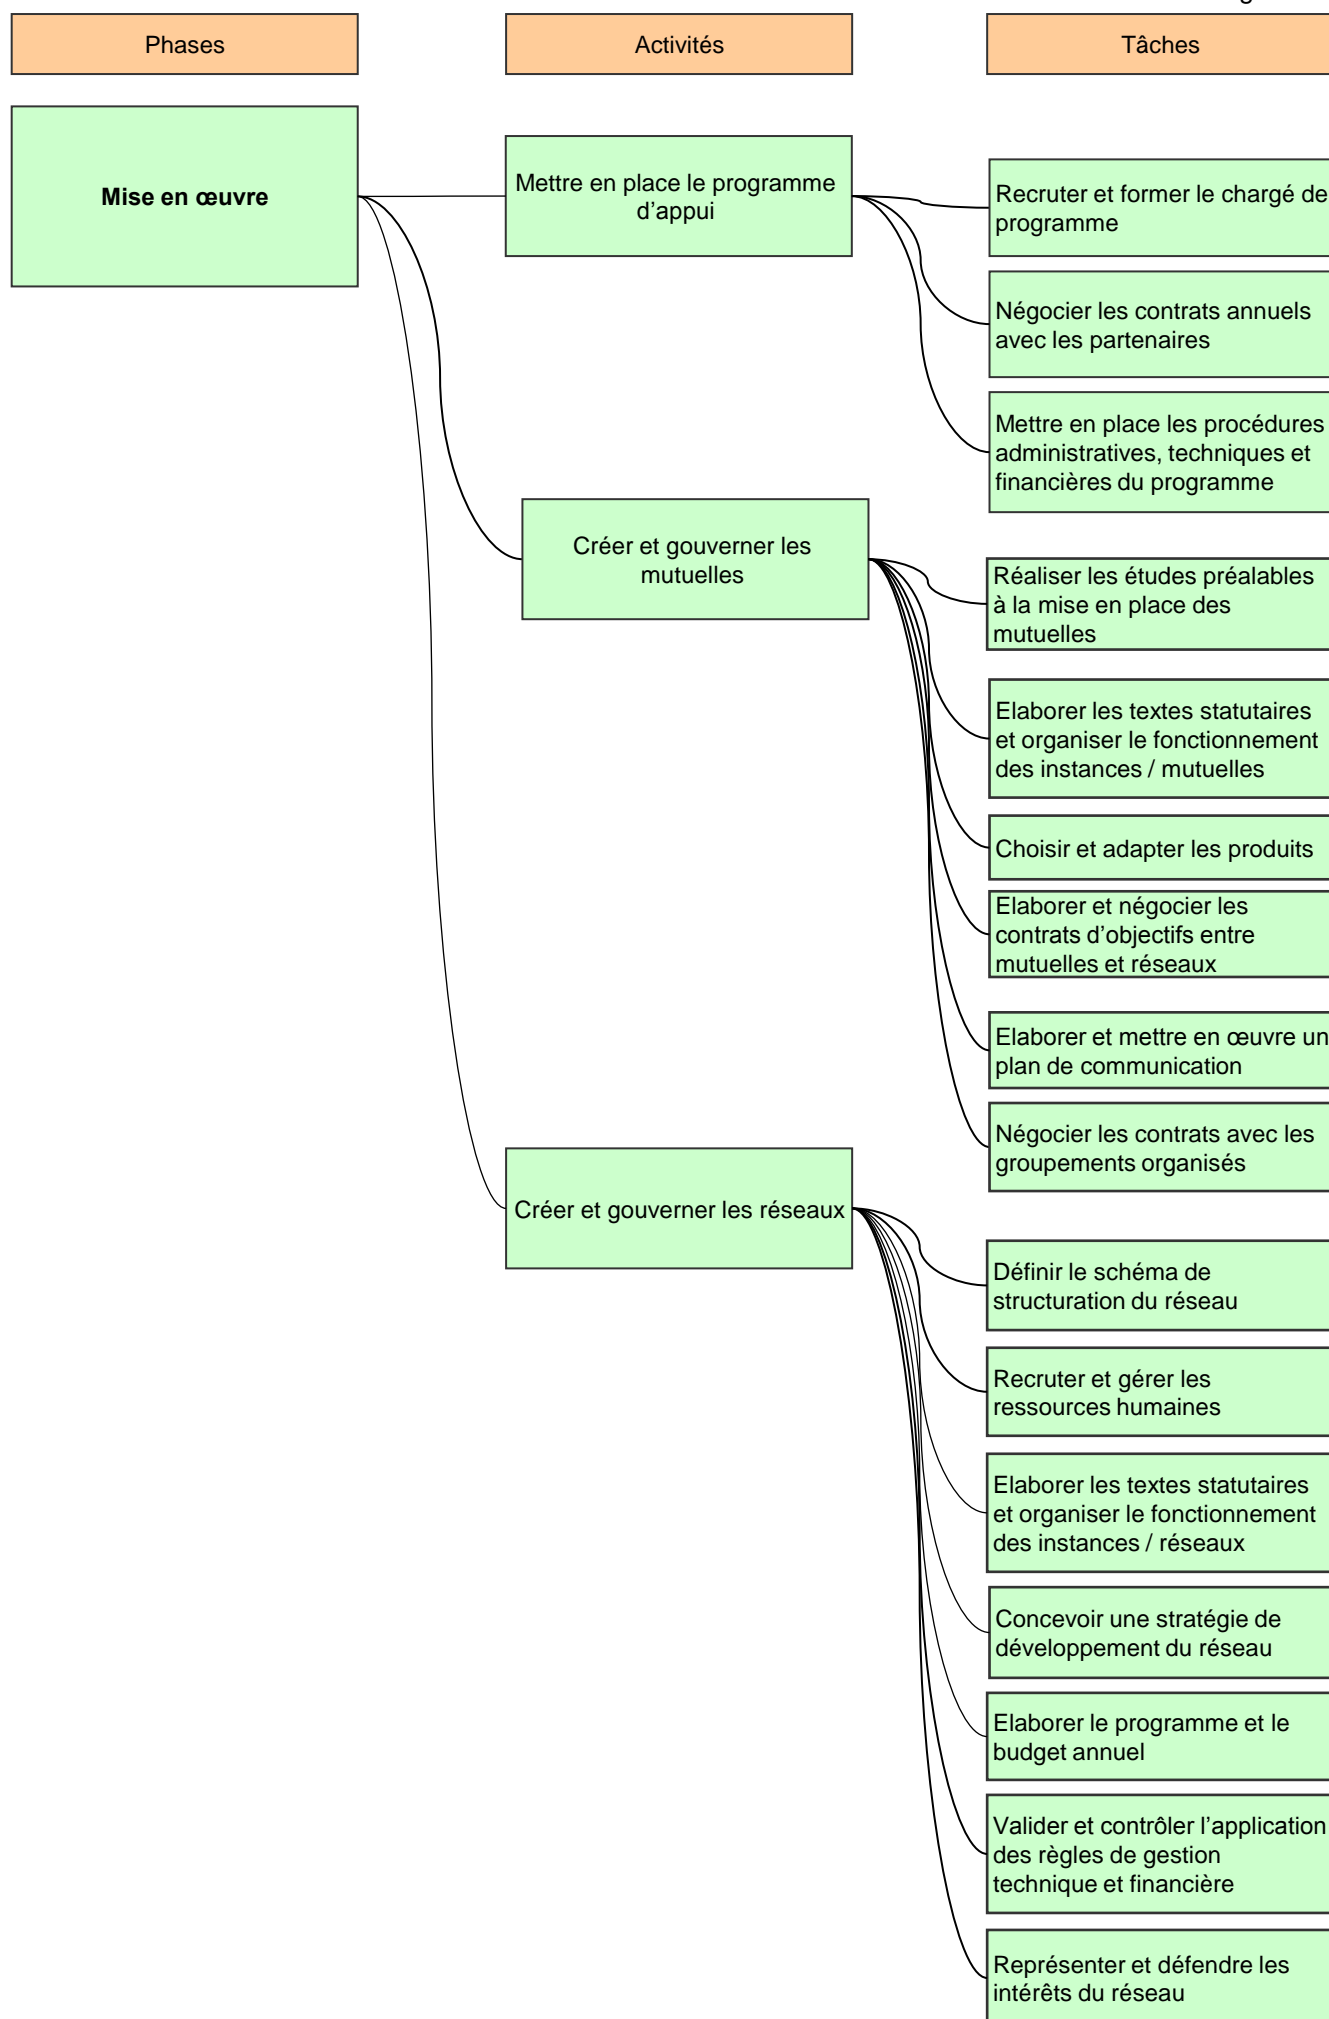 Phases
Activités
Tâches
Mise en œuvre
Mettre en place le programme
d’appui
Recruter et former le chargé de
programme
Négocier les contrats annuels
avec les partenaires
Mettre en place les procédures
administratives, techniques et
financières du programme
Créer et gouverner les
mutuelles
Réaliser les études préalables
à la mise en place des
mutuelles
Elaborer les textes statutaires
et organiser le fonctionnement
des instances / mutuelles
Choisir et adapter les produits
Elaborer et négocier les
contrats d’objectifs entre
mutuelles et réseaux
Elaborer et mettre en œuvre un
plan de communication
Négocier les contrats avec les
groupements organisés
Créer et gouverner les réseaux
Définir le schéma de
structuration du réseau
Recruter et gérer les
ressources humaines
Elaborer les textes statutaires
et organiser le fonctionnement
des instances / réseaux
Concevoir une stratégie de
développement du réseau
Elaborer le programme et le
budget annuel
Valider et contrôler l’application
des règles de gestion
technique et financière
Représenter et défendre les
intérêts du réseau